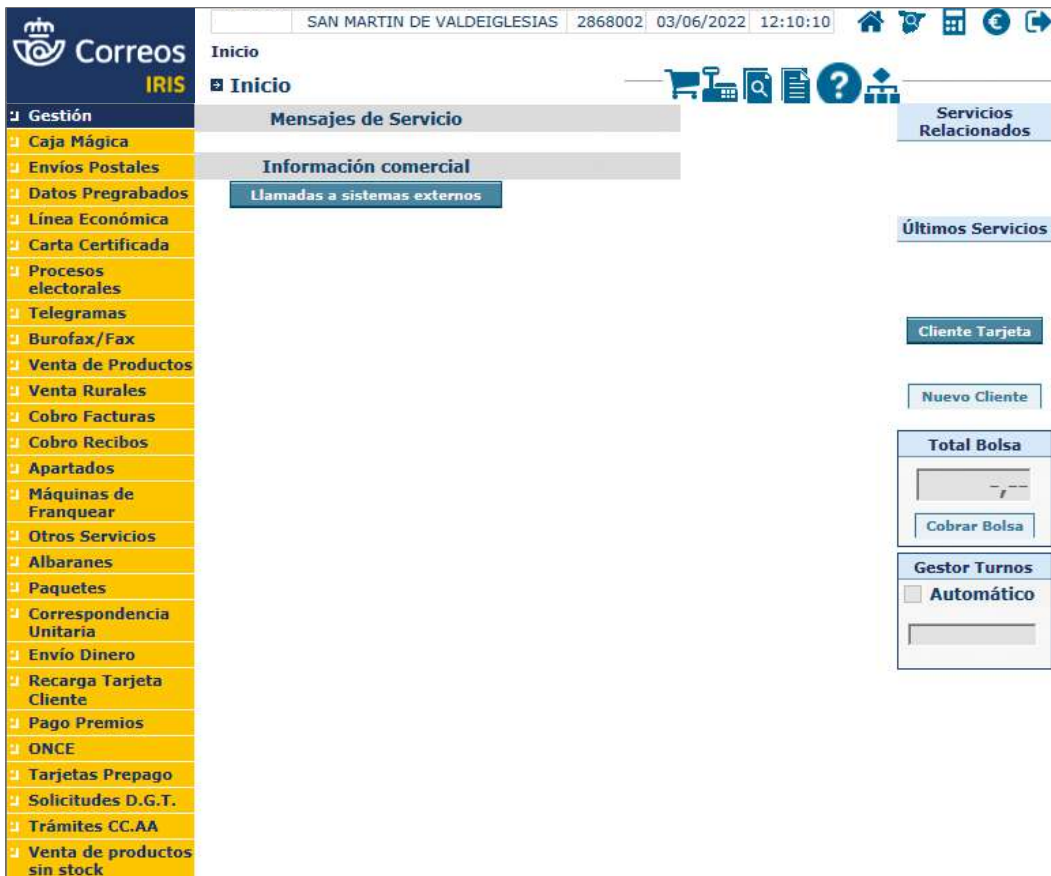 SAN MARTIN DE VALDEIGLESIAS 2868002 03/06/2022 12:10:10
Correos
IRIS
Inicio
Inicio
Gestión
Caja Mágica
Envíos Postales
Datos Pregrabados
Línea Económica
Carta Certificada
Procesos
electorales
Telegramas
Burofax/Fax
Venta de Productos
Venta Rurales
Cobro Facturas
Cobro Recibos
Apartados
Máquinas de
Franquear
Otros Servicios
Albaranes
Paquetes
Correspondencia
Unitaria
Envío Dinero
Recarga Tarjeta
Cliente
Pago Premios
ONCE
Tarjetas Prepago
Solicitudes D.G.T.
Trámites CC.AA
Venta de productos
sin stock
Mensajes de Servicio
Información comercial
Llamadas a sistemas externos
Servicios
Relacionados
Últimos Servicios
Cliente Tarjeta
Nuevo Cliente
Total Bolsa
-,--
Cobrar Bolsa
Gestor Turnos
Automático